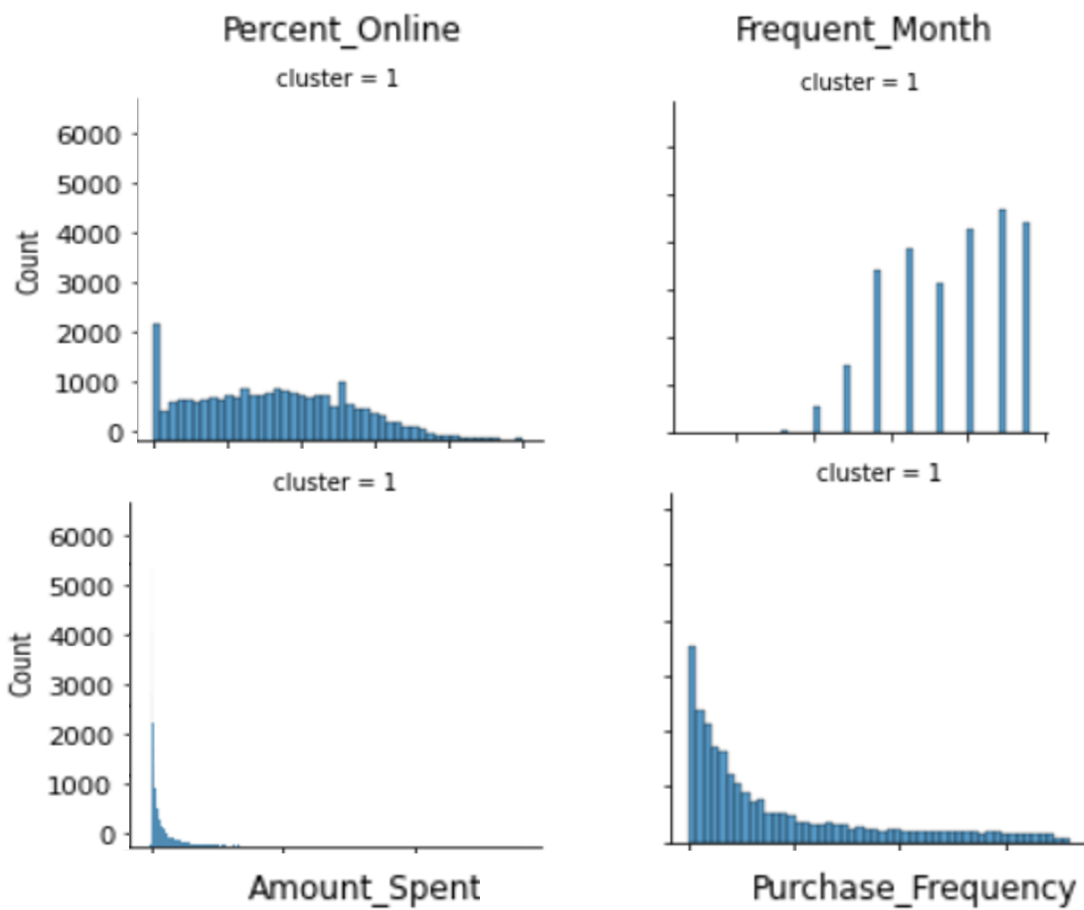 Percent_Online
Frequent_Month
cluster = 1
cluster = 1
6000
5000
4000
3000
2000
1000
0
Count
cluster = 1
cluster = 1
6000
5000
4000
3000
2000
1000
0
Count
Amount_Spent
Purchase_Frequency